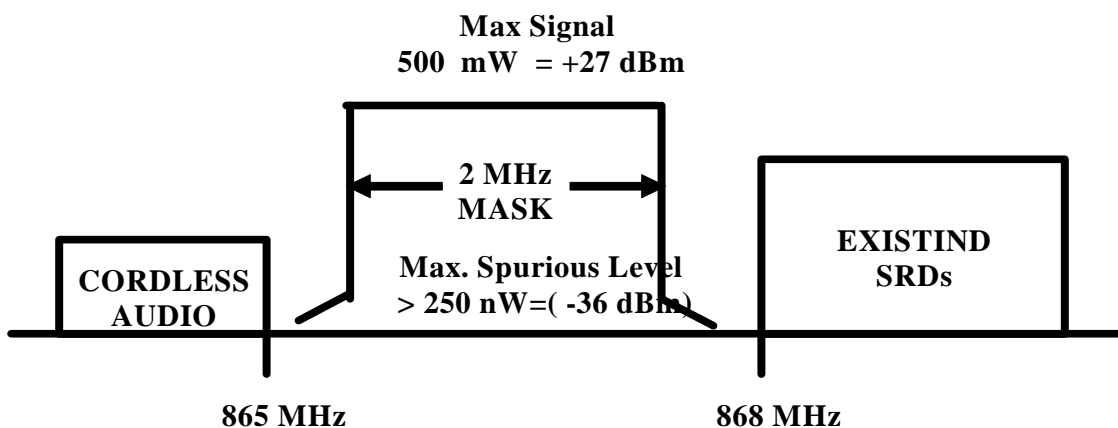 Max Signal
500 mW = +27 dBm
2 MHz
MASK
CORDLESS
AUDIO
Max. Spurious Level
> 250 nW=( -36 dBm)
EXISTIND
SRDs
865 MHz
868 MHz